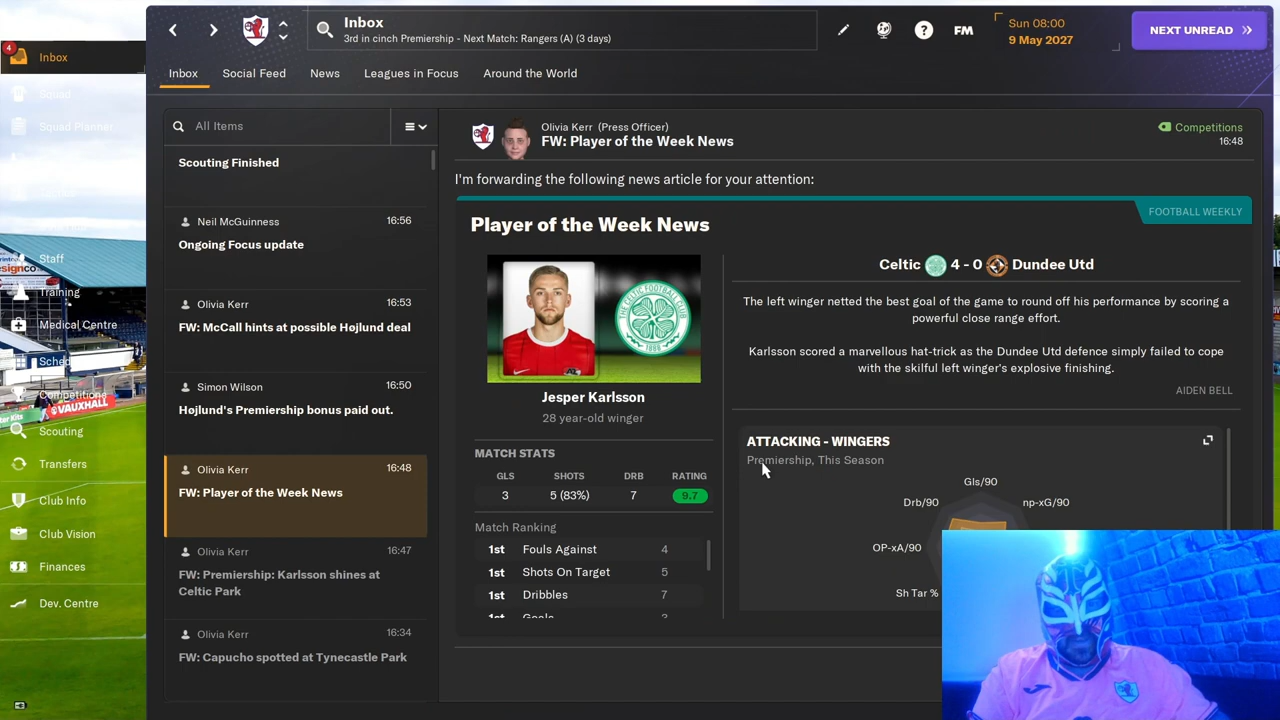 Inbox
3rd in cinch Premiership - Next Match: Rangers (A) (3 days)
FM
Sun 08:00
9 May 2027
NEXT UNREAD
4
Inbox
Squad
Squad Planner
Staff
Training
Medical Centre
Sched
Competitions
VAUXHALL
Scouting
Transfers
Club Info
Club Vision
Finances
Dev. Centre
Inbox
Social Feed
News
Leagues in Focus
Around the World
All Items
Scouting Finished
Neil McGuinness
16:56
Ongoing Focus update
Olivia Kerr
16:53
FW: McCall hints at possible Højlund deal
Simon Wilson
16:50
Højlund's Premiership bonus paid out.
Olivia Kerr
16:48
FW: Player of the Week News
Olivia Kerr
16:47
FW: Premiership: Karlsson shines at
Celtic Park
Olivia Kerr
16:34
FW: Capucho spotted at Tynecastle Park
Olivia Kerr (Press Officer)
FW: Player of the Week News
Competitions
16:48
I'm forwarding the following news article for your attention:
FOOTBALL WEEKLY
Player of the Week News
Jesper Karlsson
28 year-old winger
MATCH STATS
GLS SHOTS DRB RATING
3 5 (83%) 7 9.7
Match Ranking
1st Fouls Against 4
1st Shots On Target 5
1st Dribbles 7
1st Goals 3
Celtic 4 - 0 Dundee Utd
The left winger netted the best goal of the game to round off his performance by scoring a
powerful close range effort.
Karlsson scored a marvellous hat-trick as the Dundee Utd defence simply failed to cope
with the skilful left winger's explosive finishing.
AIDEN BELL
ATTACKING - WINGERS
Premiership, This Season
Gls/90
Drb/90
np-xG/90
OP-xA/90
Sh Tar %